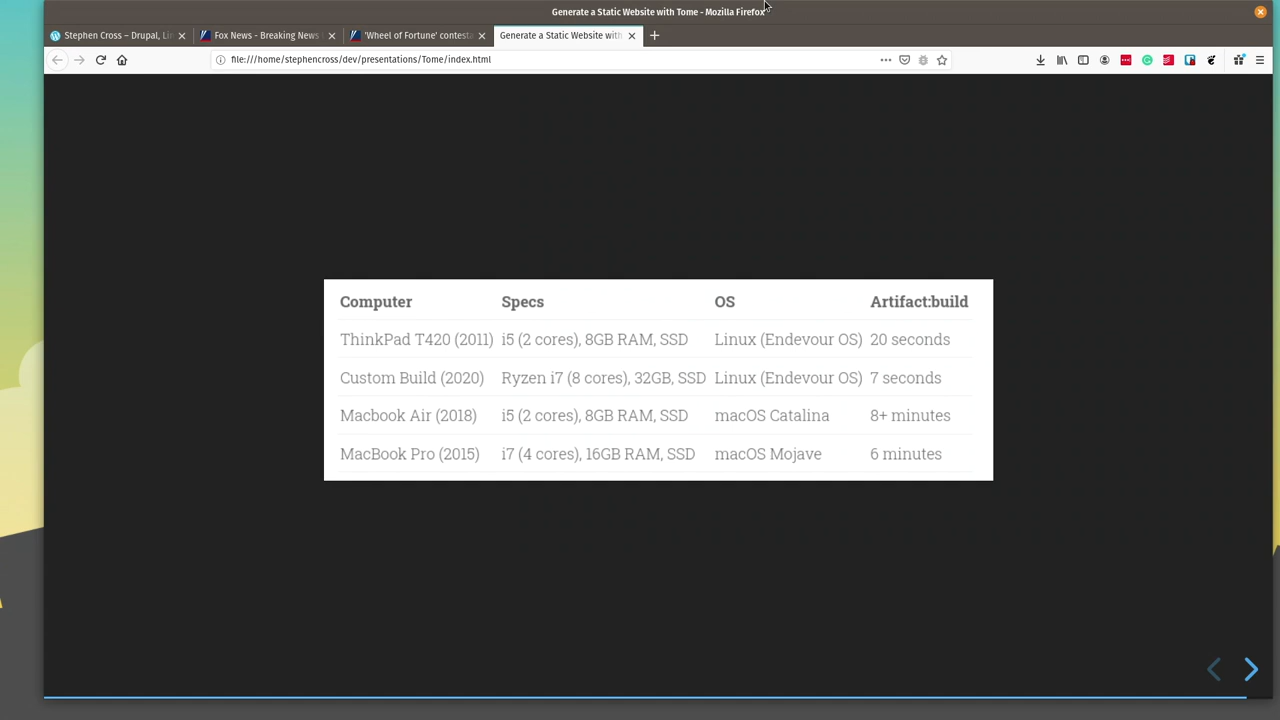 Generate a Static Website with Tome - Mozilla Firefox
Stephen Cross – Drupal, Lin
Fox News - Breaking News
'Wheel of Fortune' contesta
Generate a Static Website with
file:///home/stephencross/dev/presentations/Tome/index.html
Computer Specs OS Artifact:build
ThinkPad T420 (2011) i5 (2 cores), 8GB RAM, SSD Linux (Endevour OS) 20 seconds
Custom Build (2020) Ryzen i7 (8 cores), 32GB, SSD Linux (Endevour OS) 7 seconds
Macbook Air (2018) i5 (2 cores), 8GB RAM, SSD macOS Catalina 8+ minutes
MacBook Pro (2015) i7 (4 cores), 16GB RAM, SSD macOS Mojave 6 minutes